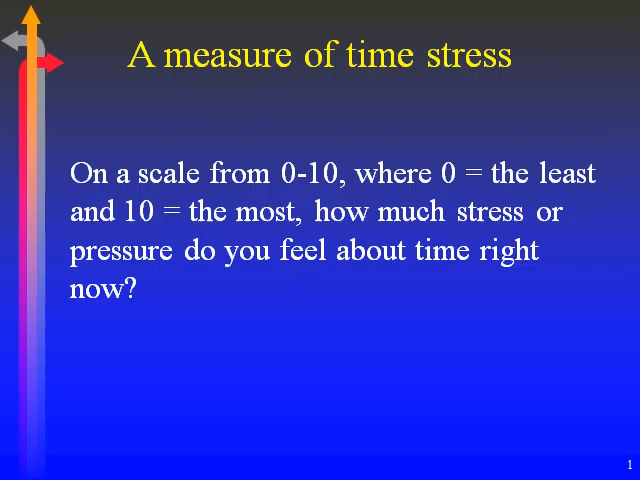 A measure of time stress
On a scale from 0-10, where 0 = the least
and 10 = the most, how much stress or
pressure do you feel about time right
now?
1